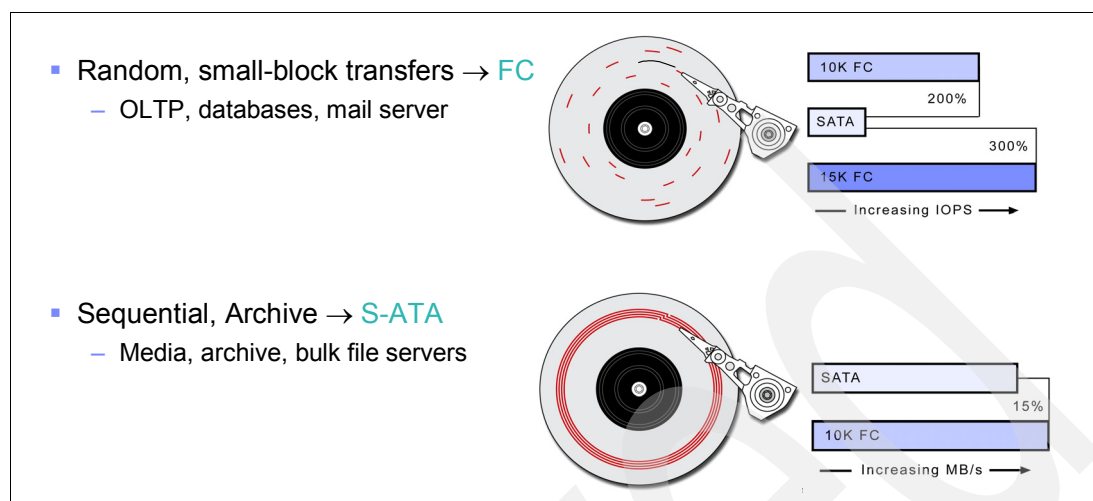 Random, small-block transfers → FC
– OLTP, databases, mail server
10K FC
200%
SATA
300%
15K FC
Increasing IOPS
Sequential, Archive → S-ATA
– Media, archive, bulk file servers
SATA
15%
10K FC
Increasing MB/s